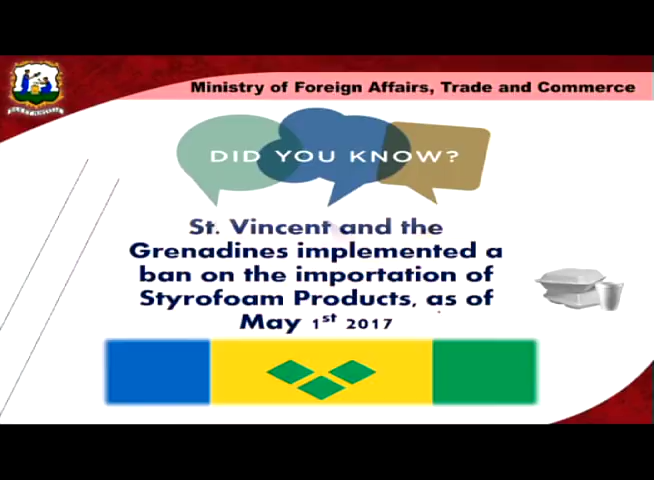 Ministry of Foreign Affairs, Trade and Commerce
DID YOU KNOW?
St. Vincent and the
Grenadines implemented a
ban on the importation of
Styrofoam Products, as of
May 1st 2017